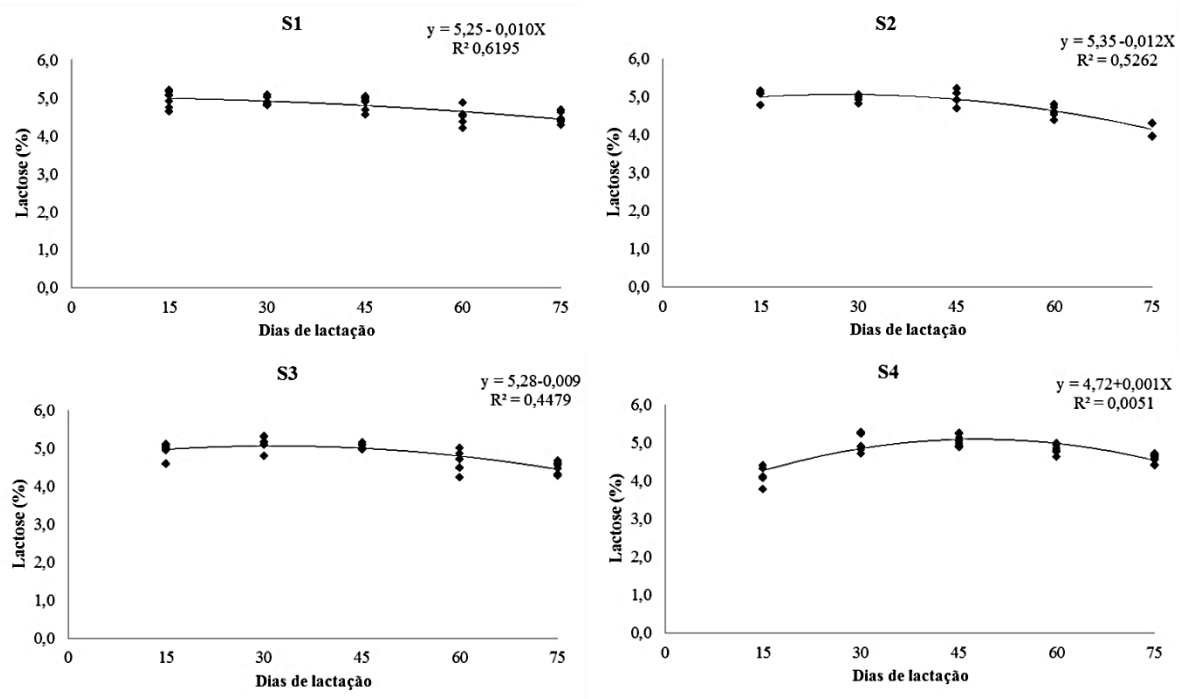 S1
y = 5,25 - 0,010X
R² 0,6195
6,0
5,0
4,0
3,0
2,0
1,0
0,0
Lactose (%)
0 15 30 45 60 75
Dias de lactação
S2
y = 5,35 -0,012X
R² = 0,5262
6,0
5,0
4,0
3,0
2,0
1,0
0,0
Lactose (%)
0 15 30 45 60 75
Dias de lactação
S3
y = 5,28-0,009
R² = 0,4479
6,0
5,0
4,0
3,0
2,0
1,0
0,0
Lactose (%)
0 15 30 45 60 75
Dias de lactação
S4
y = 4,72+0,001X
R² = 0,0051
6,0
5,0
4,0
3,0
2,0
1,0
0,0
Lactose (%)
0 15 30 45 60 75
Dias de lactação